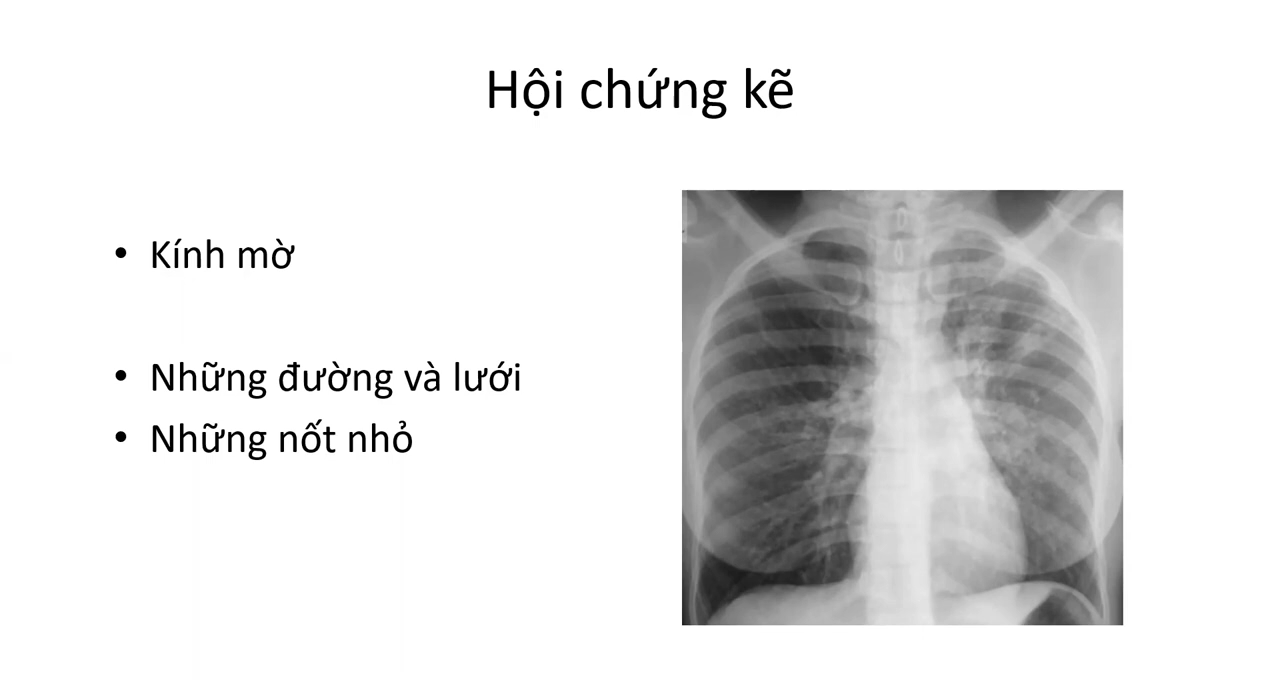 Hội chứng kẽ
• Kính mờ
• Những đường và lưới
• Những nốt nhỏ